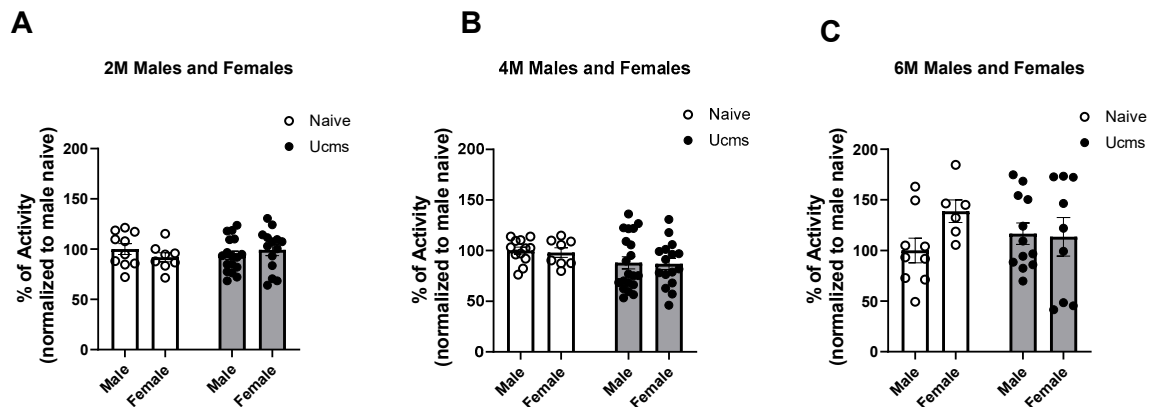 A
2M Males and Females
Naive
Ucms
% of Activity
(normalized to male naive)
200
150
100
50
0
Male
Female
Male
Female
B
4M Males and Females
Naive
Ucms
% of Activity
(normalized to male naive)
200
150
100
50
0
Male
Female
Male
Female
C
6M Males and Females
Naive
Ucms
% of Activity
(normalized to male naive)
200
150
100
50
0
Male
Female
Male
Female